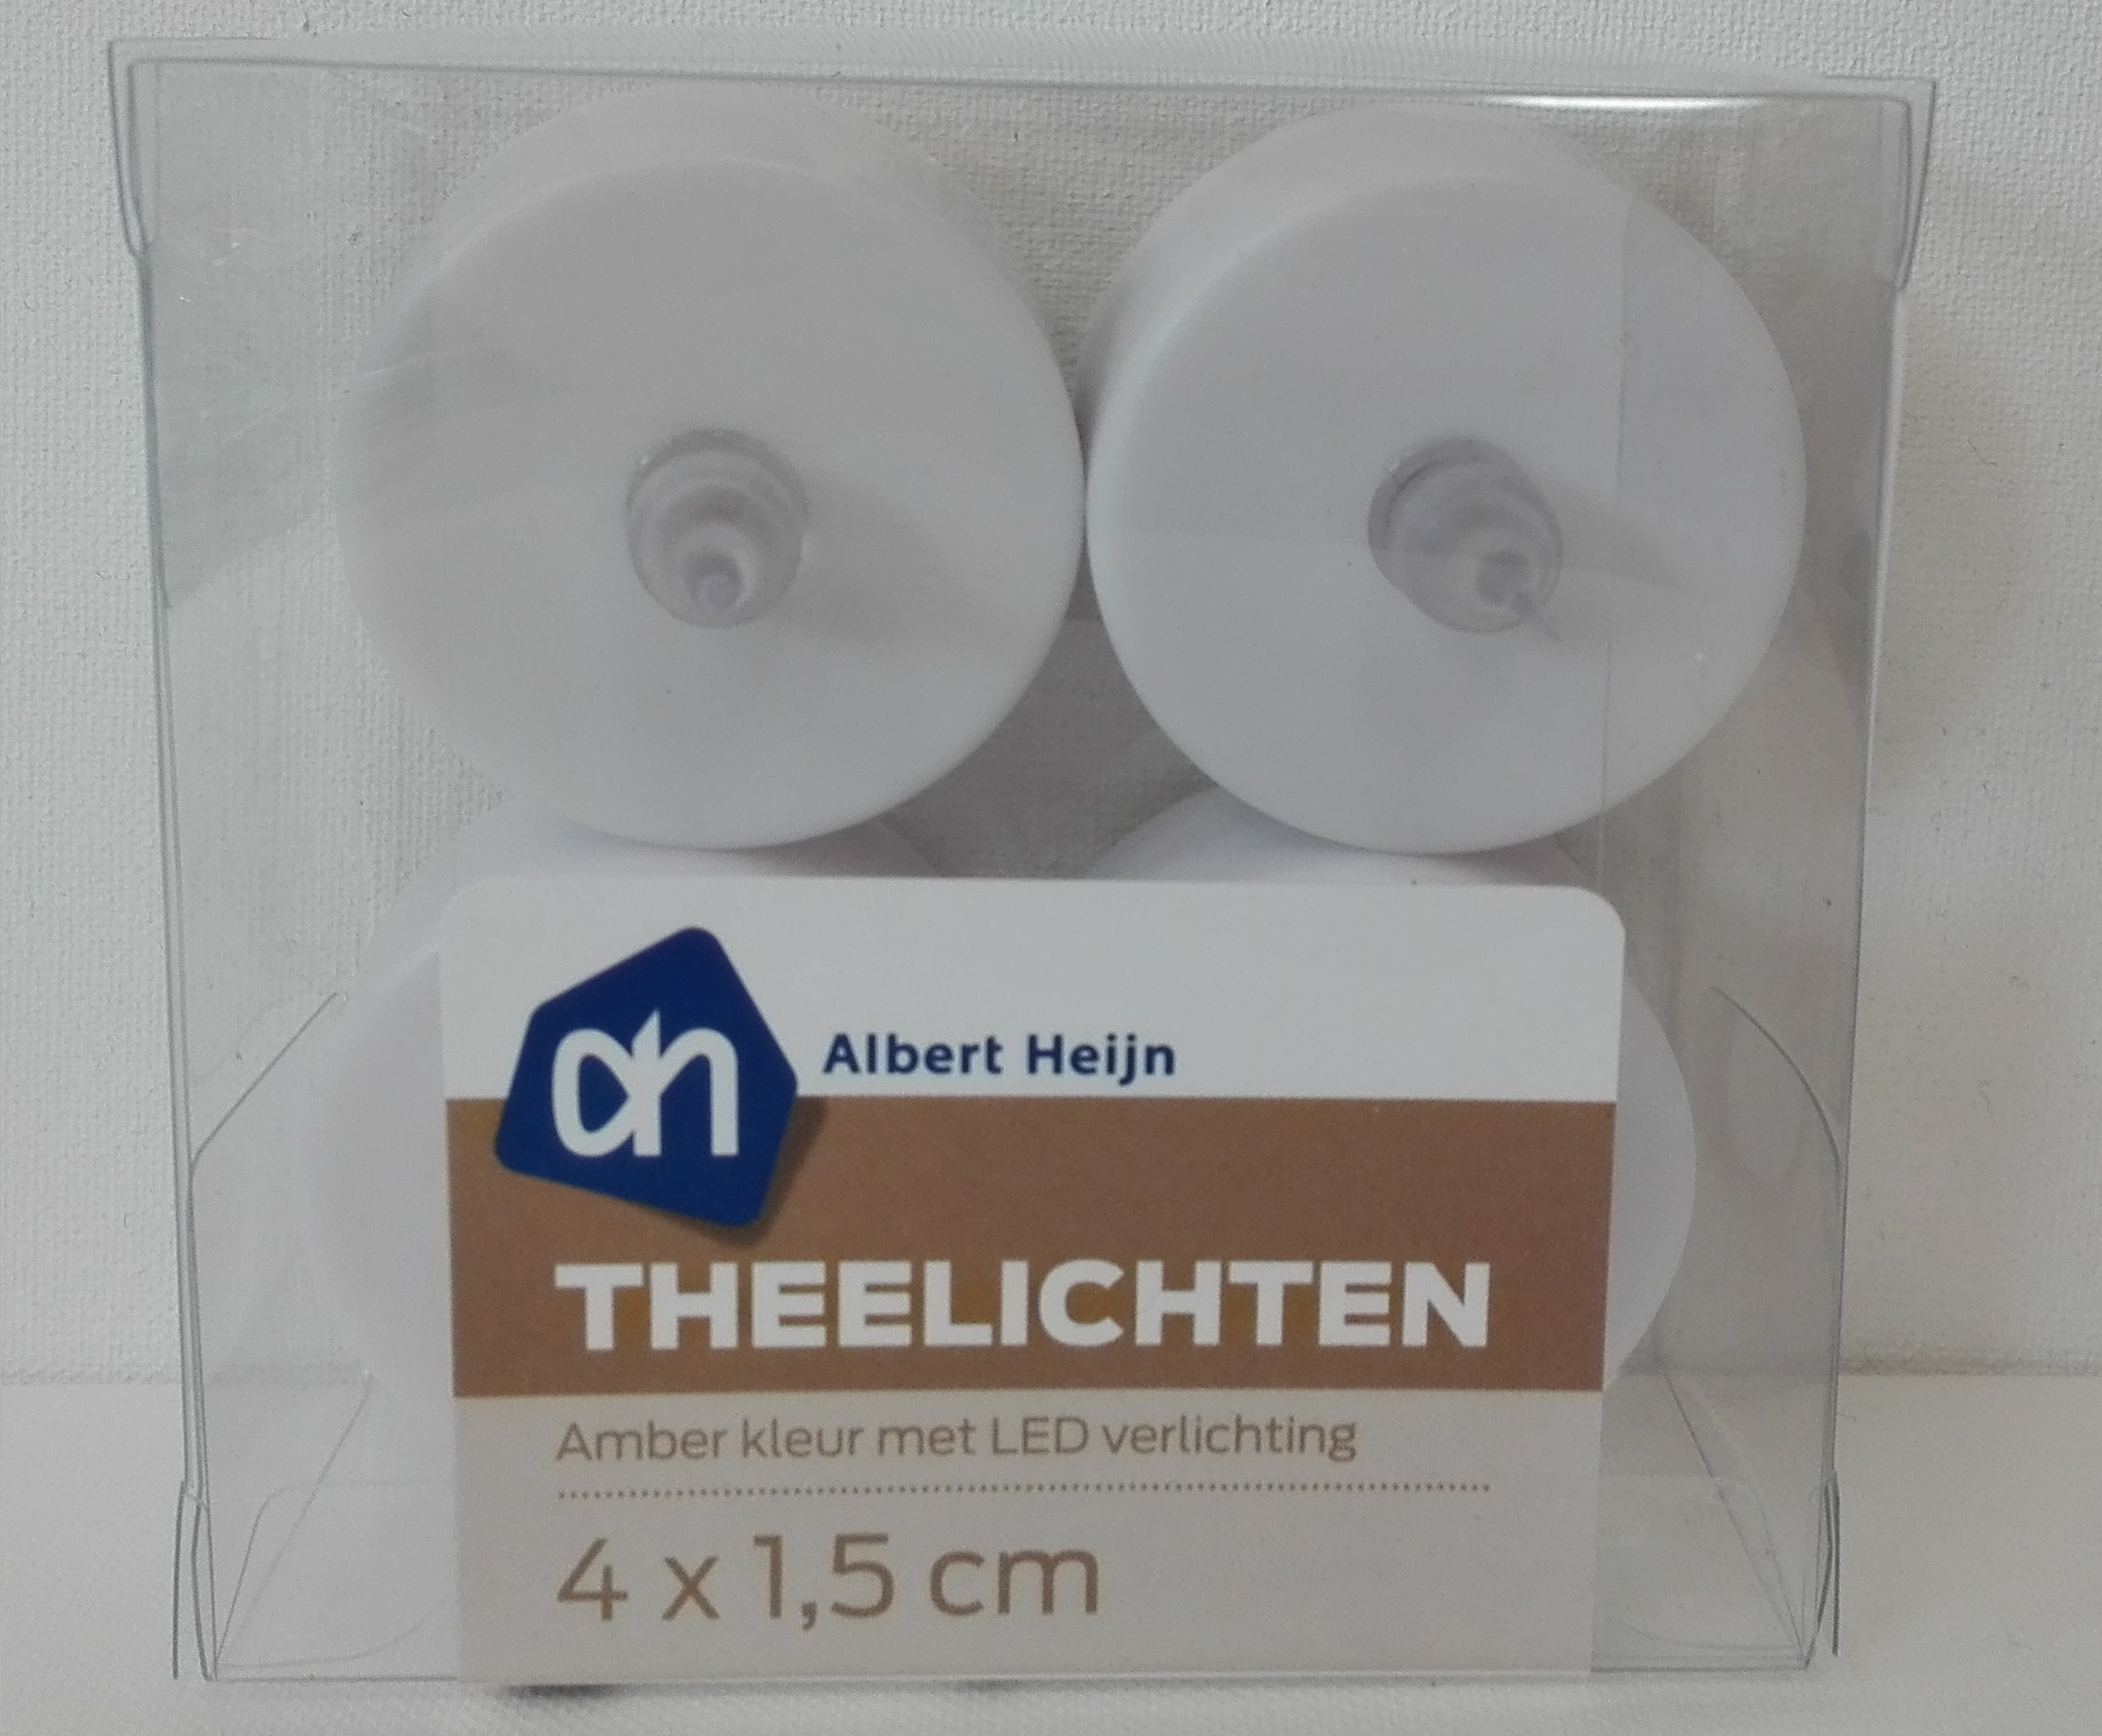 ah
Albert Heijn
THEELICHTEN
Amber kleur met LED verlichting
4 x 1,5 cm